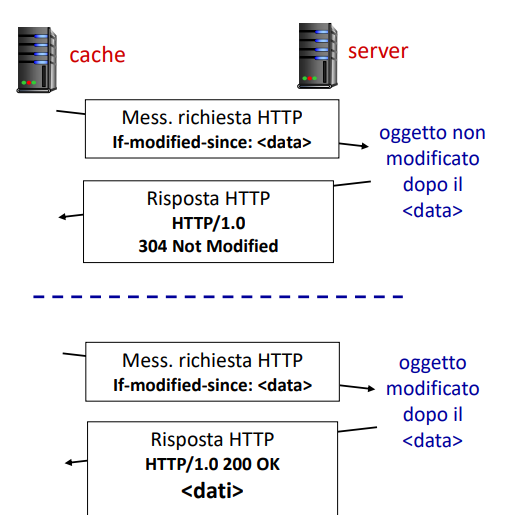 cache
server
Mess. richiesta HTTP
If-modified-since: <data>
oggetto non
modificato
dopo il
<data>
Risposta HTTP
HTTP/1.0
304 Not Modified
Mess. richiesta HTTP
If-modified-since: <data>
oggetto
modificato
dopo il
<data>
Risposta HTTP
HTTP/1.0 200 OK
<dati>